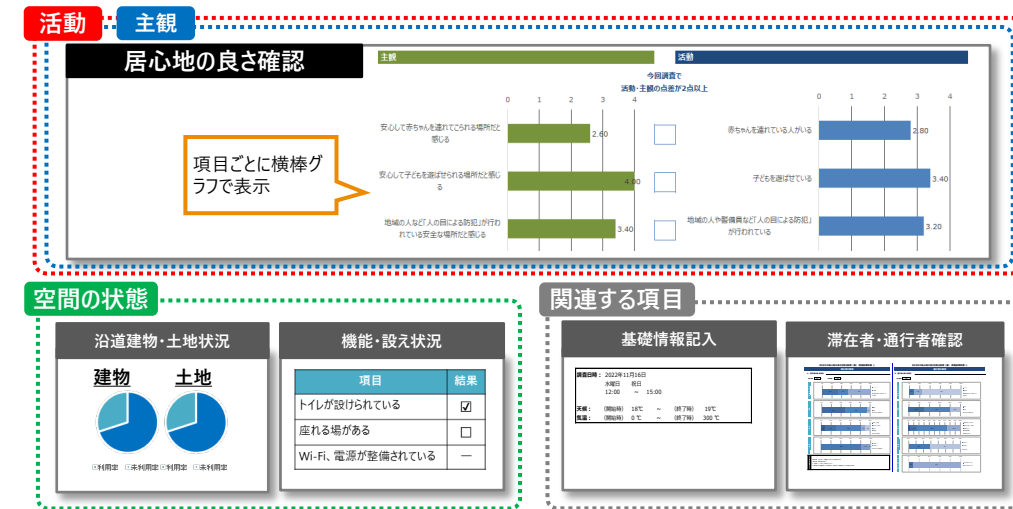 活動
主観
居心地の良さ確認
主観
活動
今回調査で
活動・主観の点差が2点以上
0 1 2 3 4
0 1 2 3 4
安心して赤ちゃんを連れてこられる場所だと
感じる
2.60
赤ちゃんを連れている人がいる
2.80
項目ごとに横棒グ
ラフで表示
安心して子どもを遊ばせられる場所だと感じ
る
4.00
子どもを遊ばせている
3.40
地域の人など「人の目による防犯」が行わ
れている安全な場所だと感じる
3.40
地域の人や警備員など「人の目による防犯」
が行われている
3.20
空間の状態
沿道建物・土地状況
建物 土地
□利用率 □未利用率 □利用率 □未利用率
機能・設え状況
項目 結果
トイレが設けられている ☑
座れる場がある □
Wi-Fi、電源が整備されている －
関連する項目
基礎情報記入
調査日時： 2022年11月16日
水曜日 祝日
12:00 ～ 15:00
天候： （開始時） 18℃ ～ （終了時） 19℃
気温： （開始時） 0 ℃ ～ （終了時） 300 ℃
滞在者・通行者確認